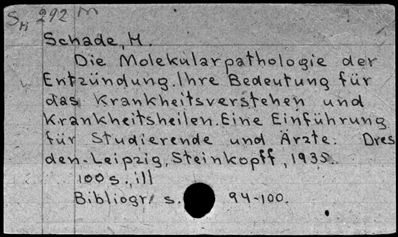 Sн 292 M
Schade, H.
Die Molekularpathologie der
Entzündung. Ihre Bedeutung für
das Krankheitsverstehen und
Krankheitsheilen. Eine Einführung
für Studierende und Ärzte. Dres
den-Leipzig, Steinkopff, 1935.
100 s., ill
Bibliogr. s. 94-100.